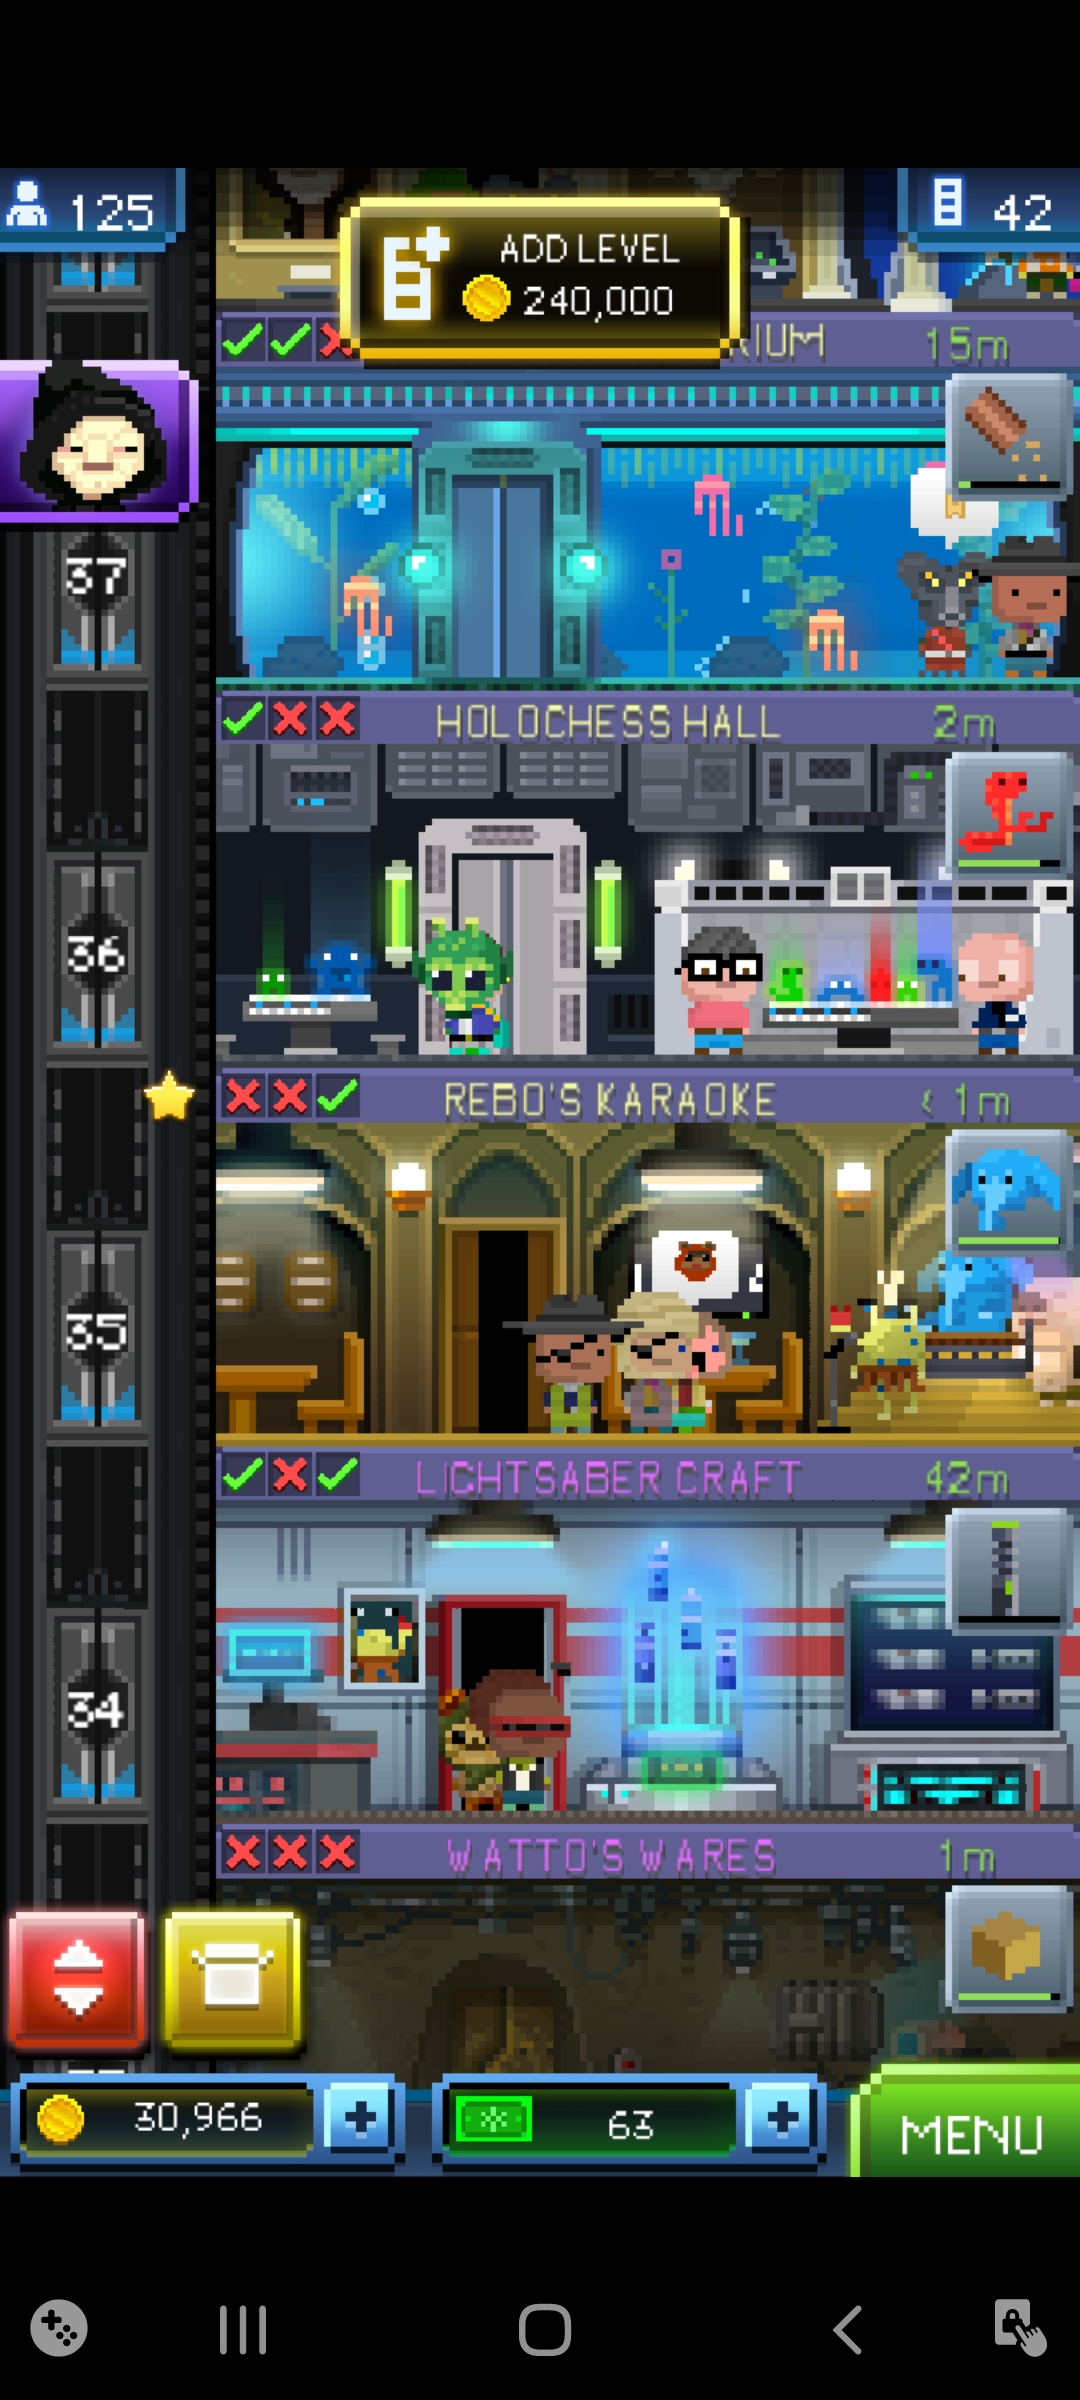 125
42
ADD LEVEL
240,000
RIUM 15m
37
HOLOCHESS HALL 2m
36
REBO'S KARAOKE < 1m
35
LIGHTSABER CRAFT 42m
34
WATTO'S WARES 1m
30,966
63
MENU